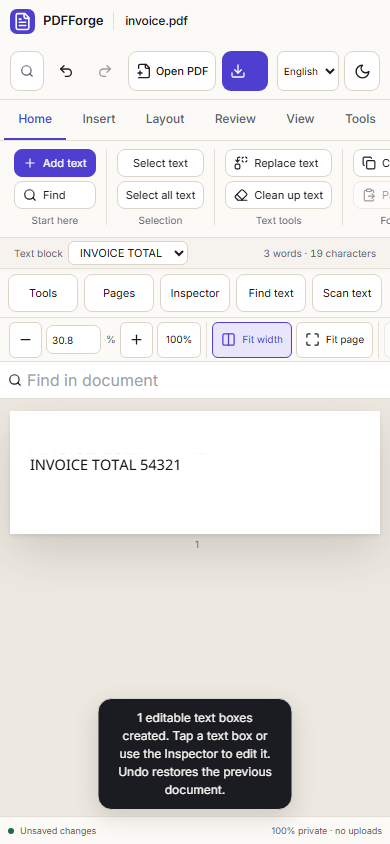 PDFForge
invoice.pdf
Open PDF
English
Home Insert Layout Review View Tools
Add text
Find
Start here
Select text
Select all text
Selection
Replace text
Clean up text
Text tools
Text block INVOICE TOTAL 3 words · 19 characters
Tools Pages Inspector Find text Scan text
30.8 % 100% Fit width Fit page
Find in document
INVOICE TOTAL 54321
1
1 editable text boxes
created. Tap a text box or
use the Inspector to edit it.
Undo restores the previous
document.
Unsaved changes 100% private · no uploads